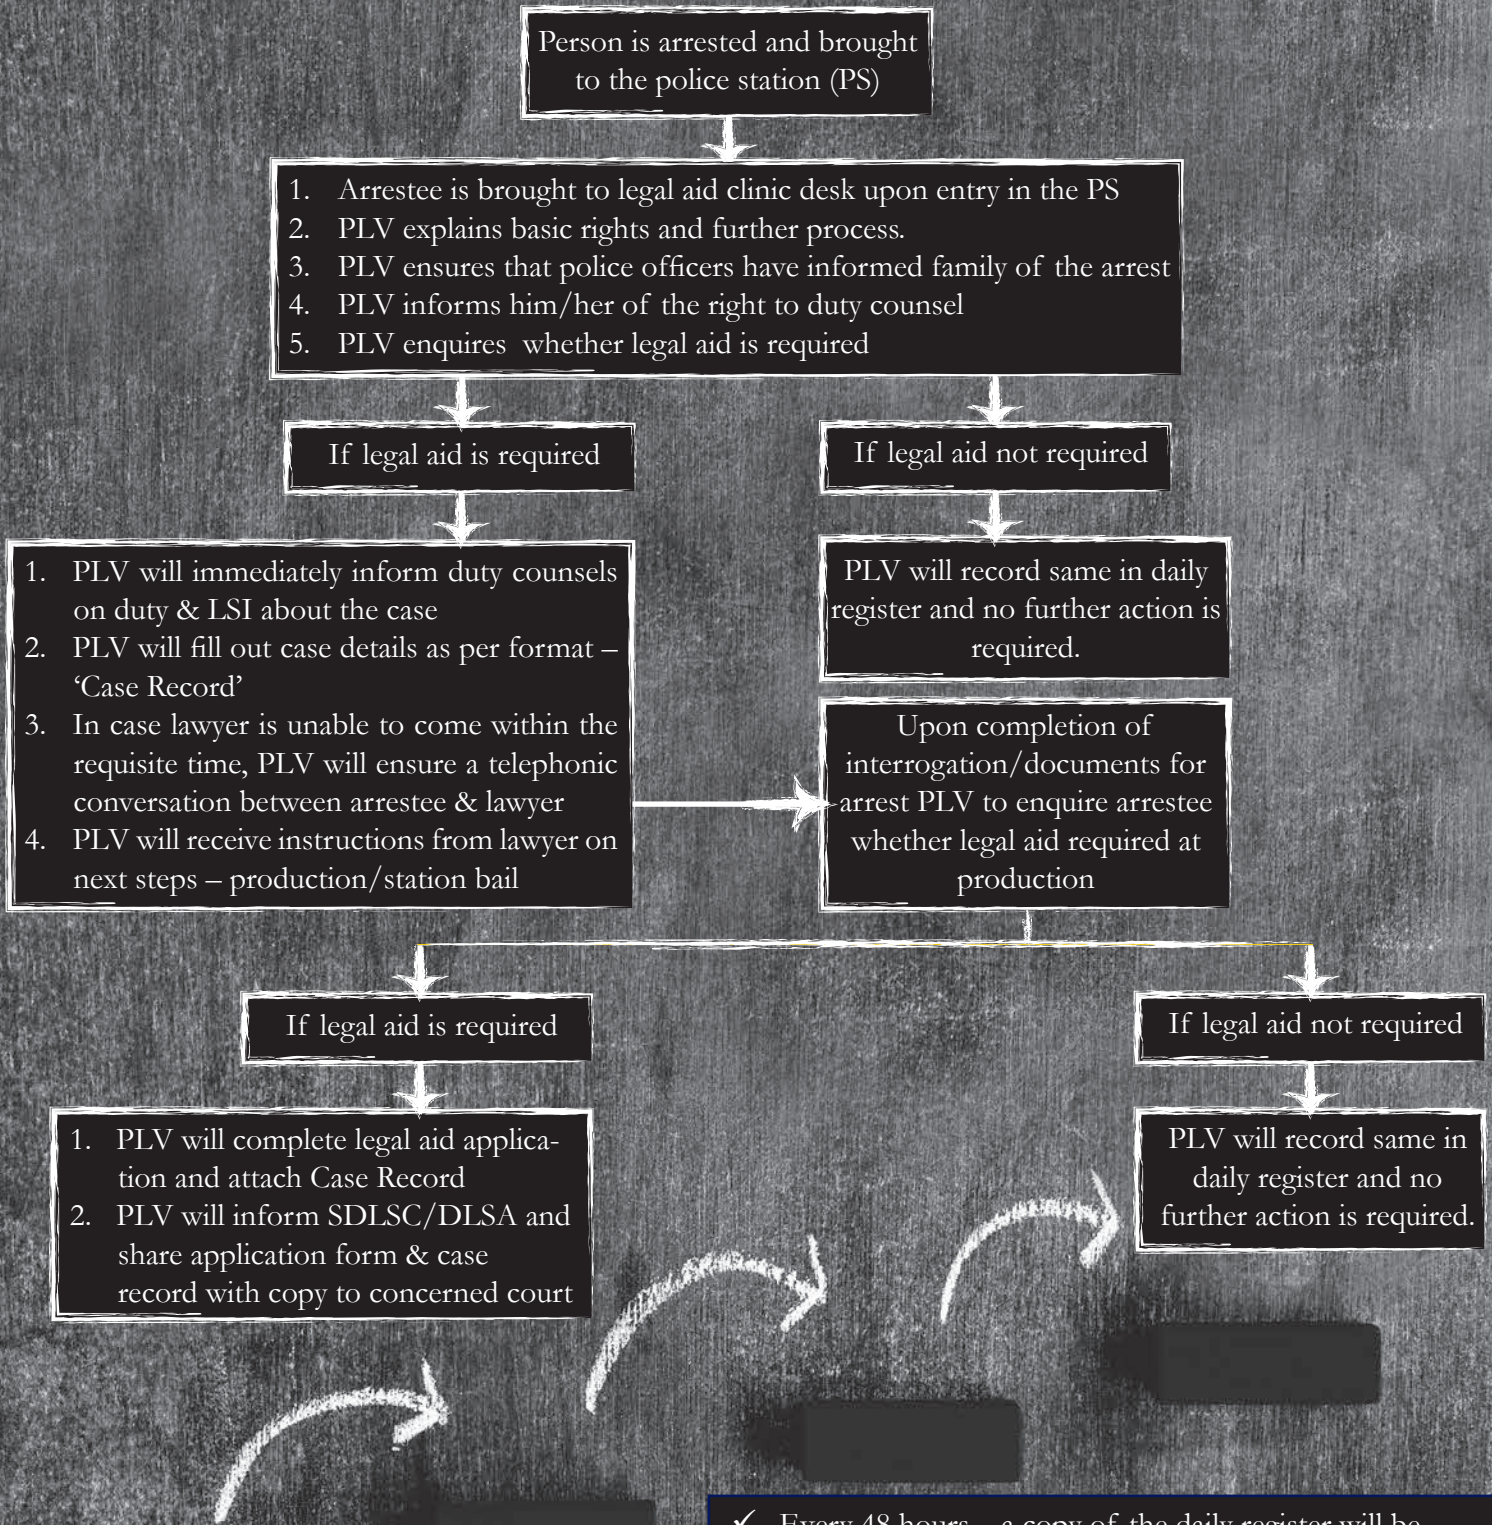 Person is arrested and brought
to the police station (PS)
1. Arrestee is brought to legal aid clinic desk upon entry in the PS
2. PLV explains basic rights and further process.
3. PLV ensures that police officers have informed family of the arrest
4. PLV informs him/her of the right to duty counsel
5. PLV enquires whether legal aid is required
If legal aid is required
If legal aid not required
1. PLV will immediately inform duty counsels
on duty & LSI about the case
2. PLV will fill out case details as per format –
‘Case Record’
3. In case lawyer is unable to come within the
requisite time, PLV will ensure a telephonic
conversation between arrestee & lawyer
4. PLV will receive instructions from lawyer on
next steps – production/station bail
PLV will record same in daily
register and no further action is
required.
Upon completion of
interrogation/documents for
arrest PLV to enquire arrestee
whether legal aid required at
production
If legal aid is required
If legal aid not required
1. PLV will complete legal aid applica-
tion and attach Case Record
2. PLV will inform SDLSC/DLSA and
share application form & case
record with copy to concerned court
PLV will record same in
daily register and no
further action is required.
✓ Every 48 hours – a copy of the daily register will be